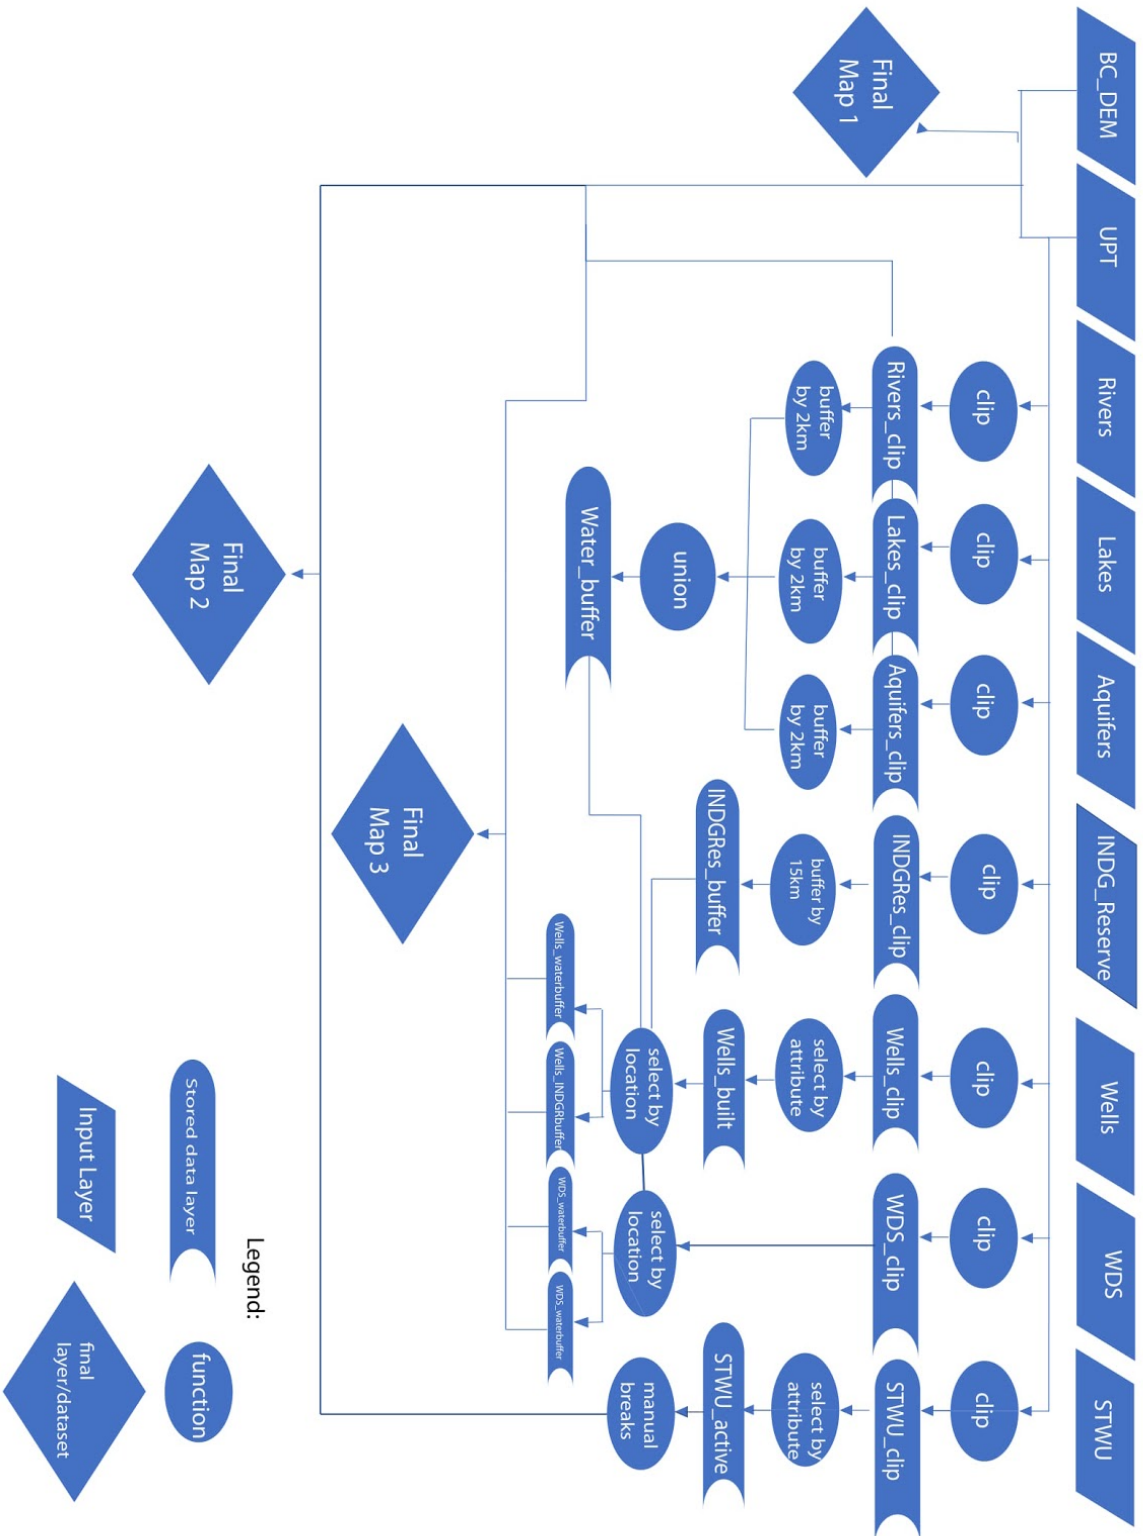 BC_DEM
UPT
Rivers
Lakes
Aquifers
INDG_Reserve
Wells
WDS
STWU
clip
clip
clip
clip
clip
clip
clip
Final
Map 1
Rivers_clip
Lakes_clip
Aquifers_clip
INDGRes_clip
Wells_clip
WDS_clip
STWU_clip
buffer
by 2km
buffer
by 2km
buffer
by 2km
buffer by
15km
select by
attribute
select by
attribute
INDGRes_buffer
Wells_built
STWU_active
union
select by
location
select by
location
manual
breaks
Water_buffer
Wells_waterbuffer
Wells_INDGRbuffer
WDS_waterbuffer
WDS_waterbuffer
Final
Map 3
Final
Map 2
Legend:
Stored data layer
function
Input Layer
final
layer/dataset